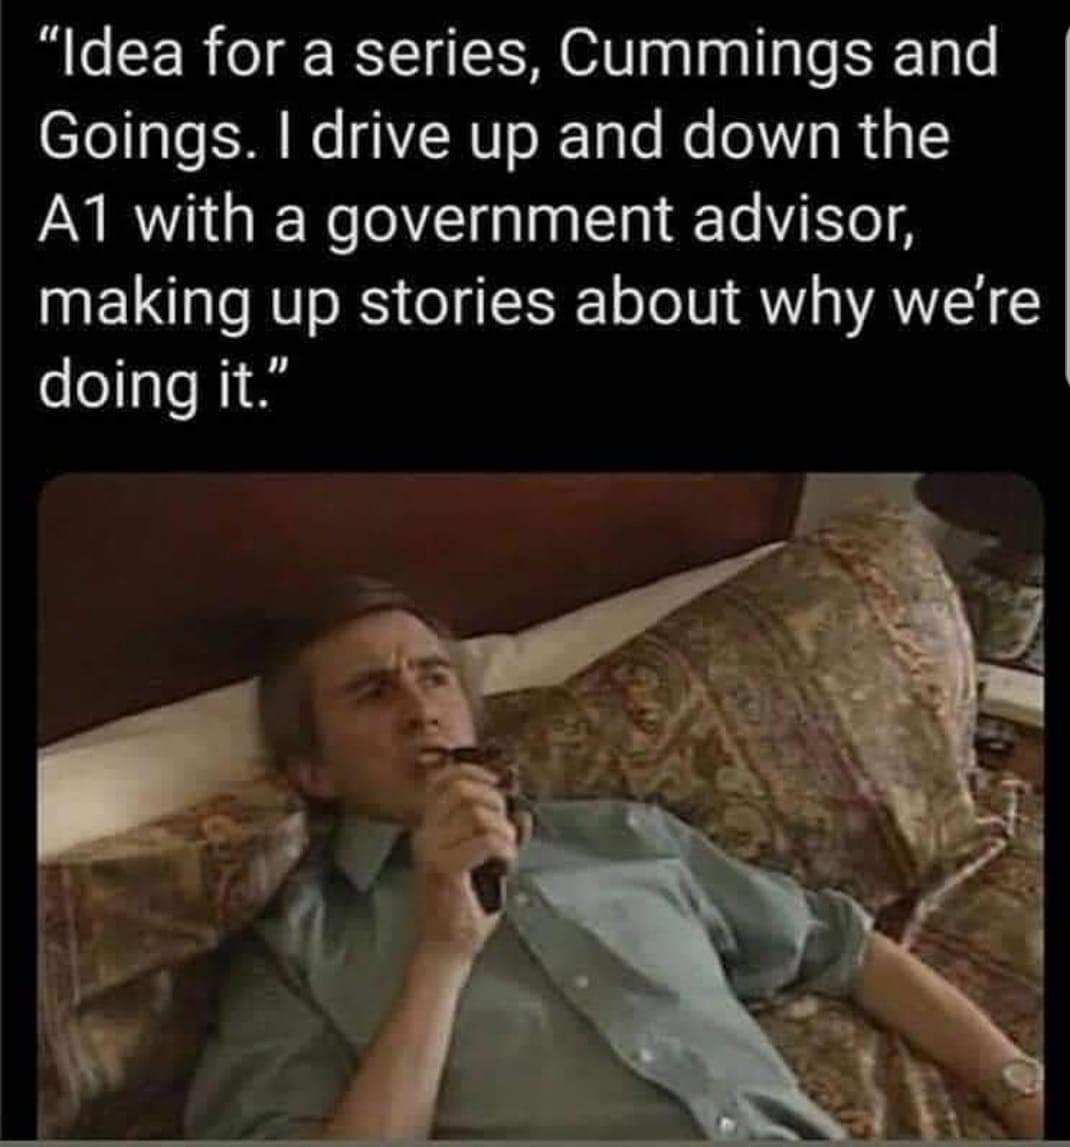 “Idea for a series, Cummings and
Goings. I drive up and down the
A1 with a government advisor,
making up stories about why we’re
doing it.”